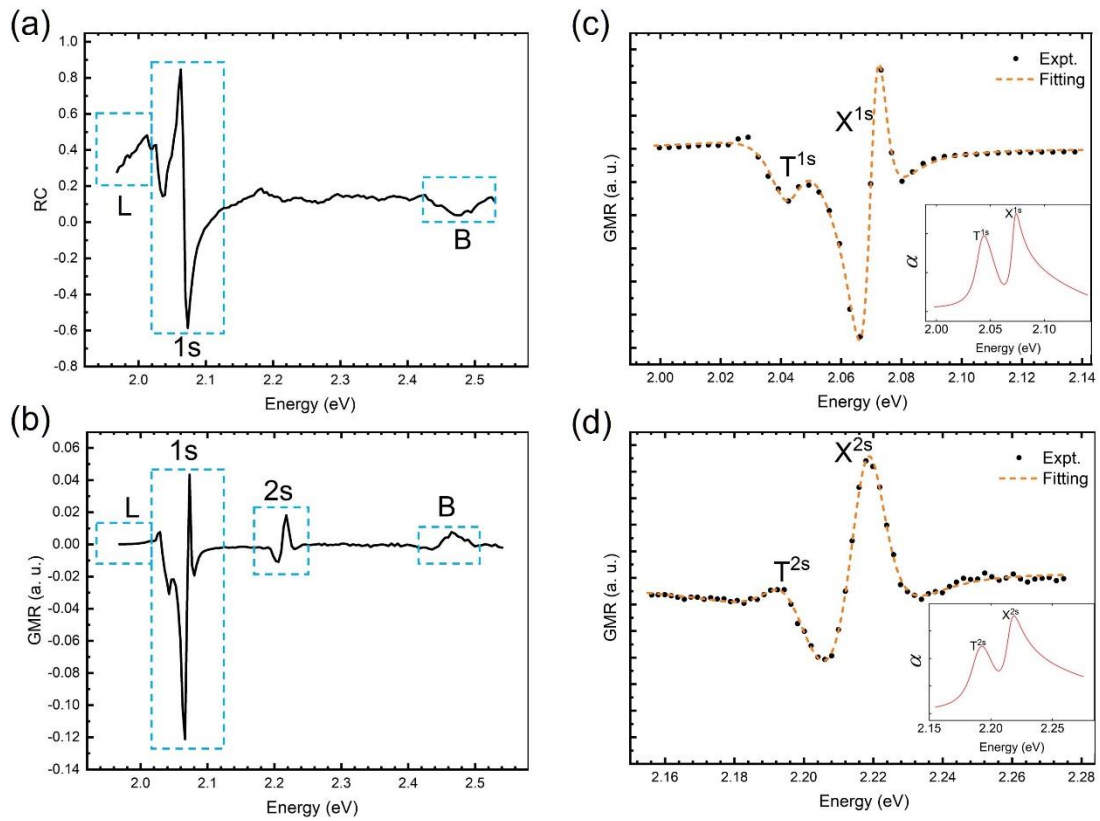 (a)
1.0
0.8
0.6
0.4
0.2
0.0
-0.2
-0.4
-0.6
-0.8
RC
L
1s
B
2.0 2.1 2.2 2.3 2.4 2.5
Energy (eV)
(b)
0.06
0.04
0.02
0.00
-0.02
-0.04
-0.06
-0.08
-0.10
-0.12
-0.14
GMR (a. u.)
L
1s
2s
B
2.0 2.1 2.2 2.3 2.4 2.5
Energy (eV)
(c)
GMR (a. u.)
T1s
X1s
Expt.
Fitting
α
T1s
X1s
2.00 2.05 2.10
Energy (eV)
2.00 2.02 2.04 2.06 2.08 2.10 2.12 2.14
Energy (eV)
(d)
GMR (a. u.)
T2s
X2s
Expt.
Fitting
α
T2s
X2s
2.15 2.20 2.25
Energy (eV)
2.16 2.18 2.20 2.22 2.24 2.26 2.28
Energy (eV)